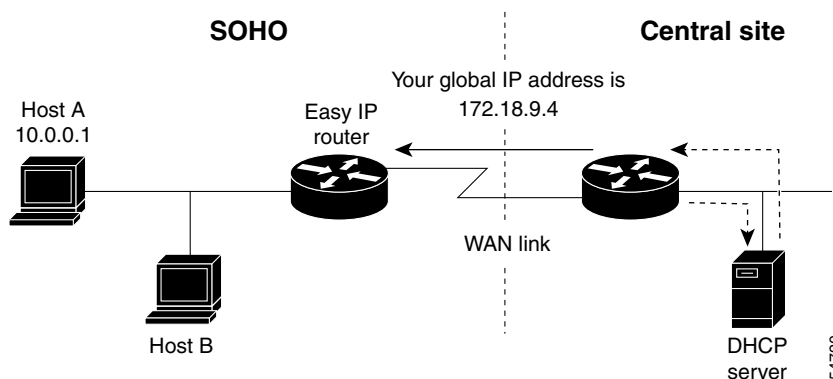 SOHO
Central site
Your global IP address is
172.18.9.4
Host A
10.0.0.1
Easy IP
router
WAN link
Host B
DHCP
server